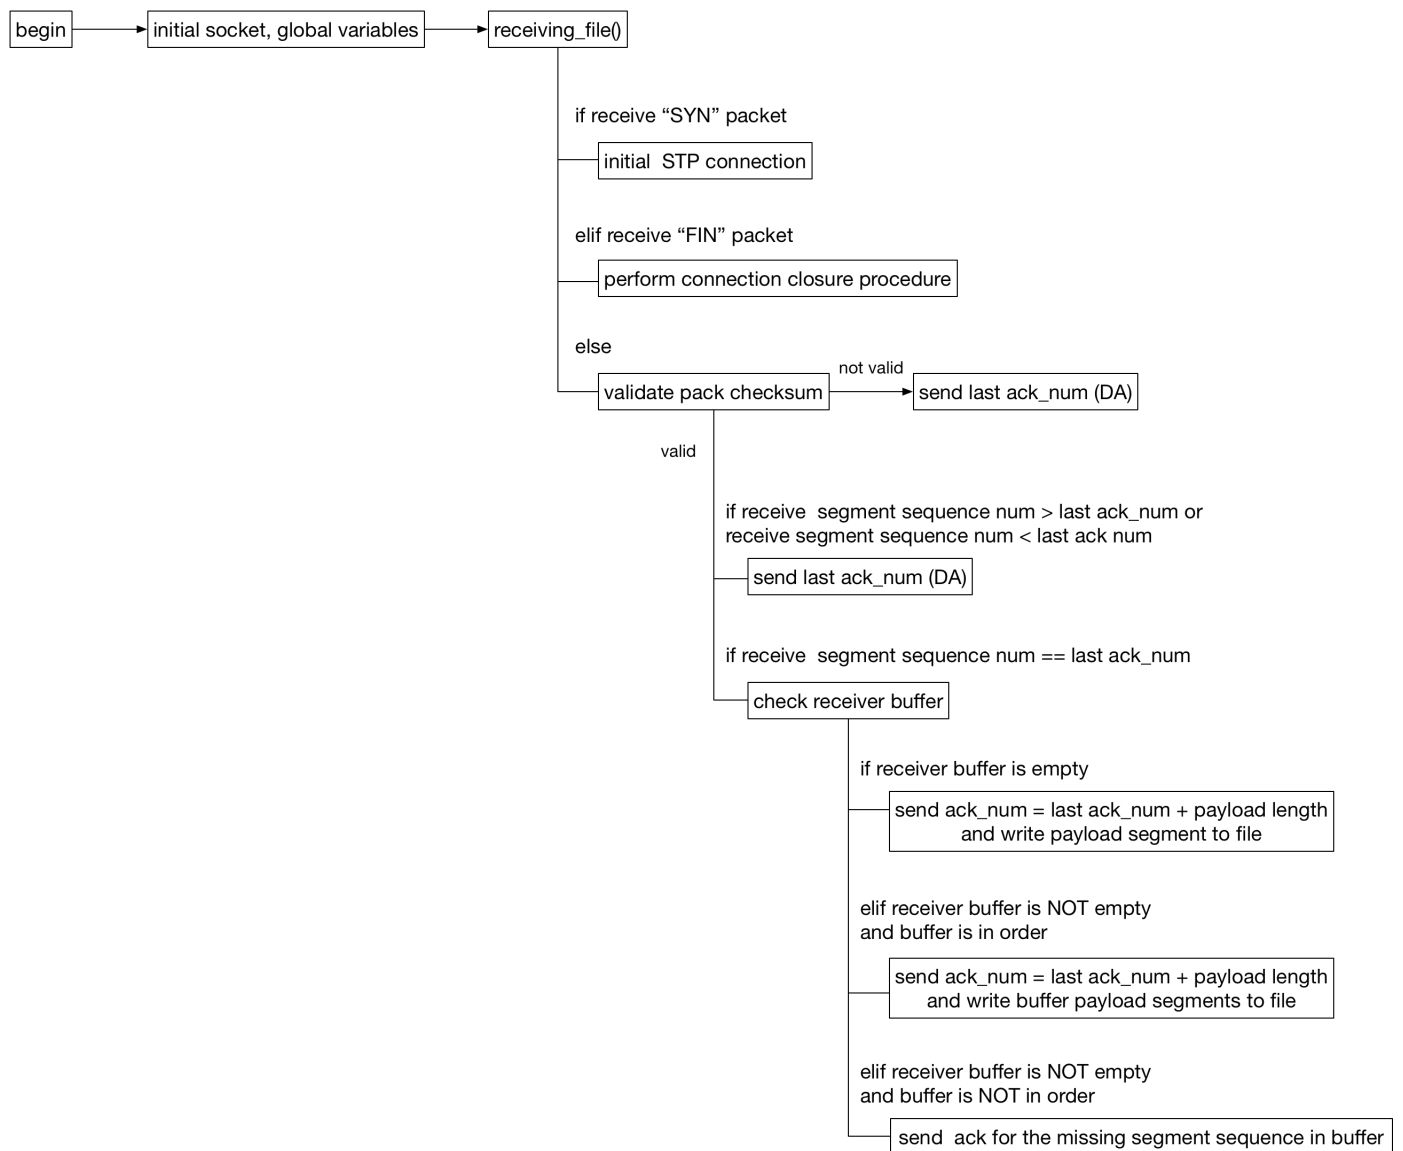 begin
initial socket, global variables
receiving_file()
if receive “SYN” packet
initial  STP connection
elif receive “FIN” packet
perform connection closure procedure
else
validate pack checksum
not valid
send last ack_num (DA)
valid
if receive  segment sequence num > last ack_num or
receive segment sequence num < last ack num
send last ack_num (DA)
if receive  segment sequence num == last ack_num
check receiver buffer
if receiver buffer is empty
send ack_num = last ack_num + payload length
and write payload segment to file
elif receiver buffer is NOT empty
and buffer is in order
send ack_num = last ack_num + payload length
and write buffer payload segments to file
elif receiver buffer is NOT empty
and buffer is NOT in order
send  ack for the missing segment sequence in buffer